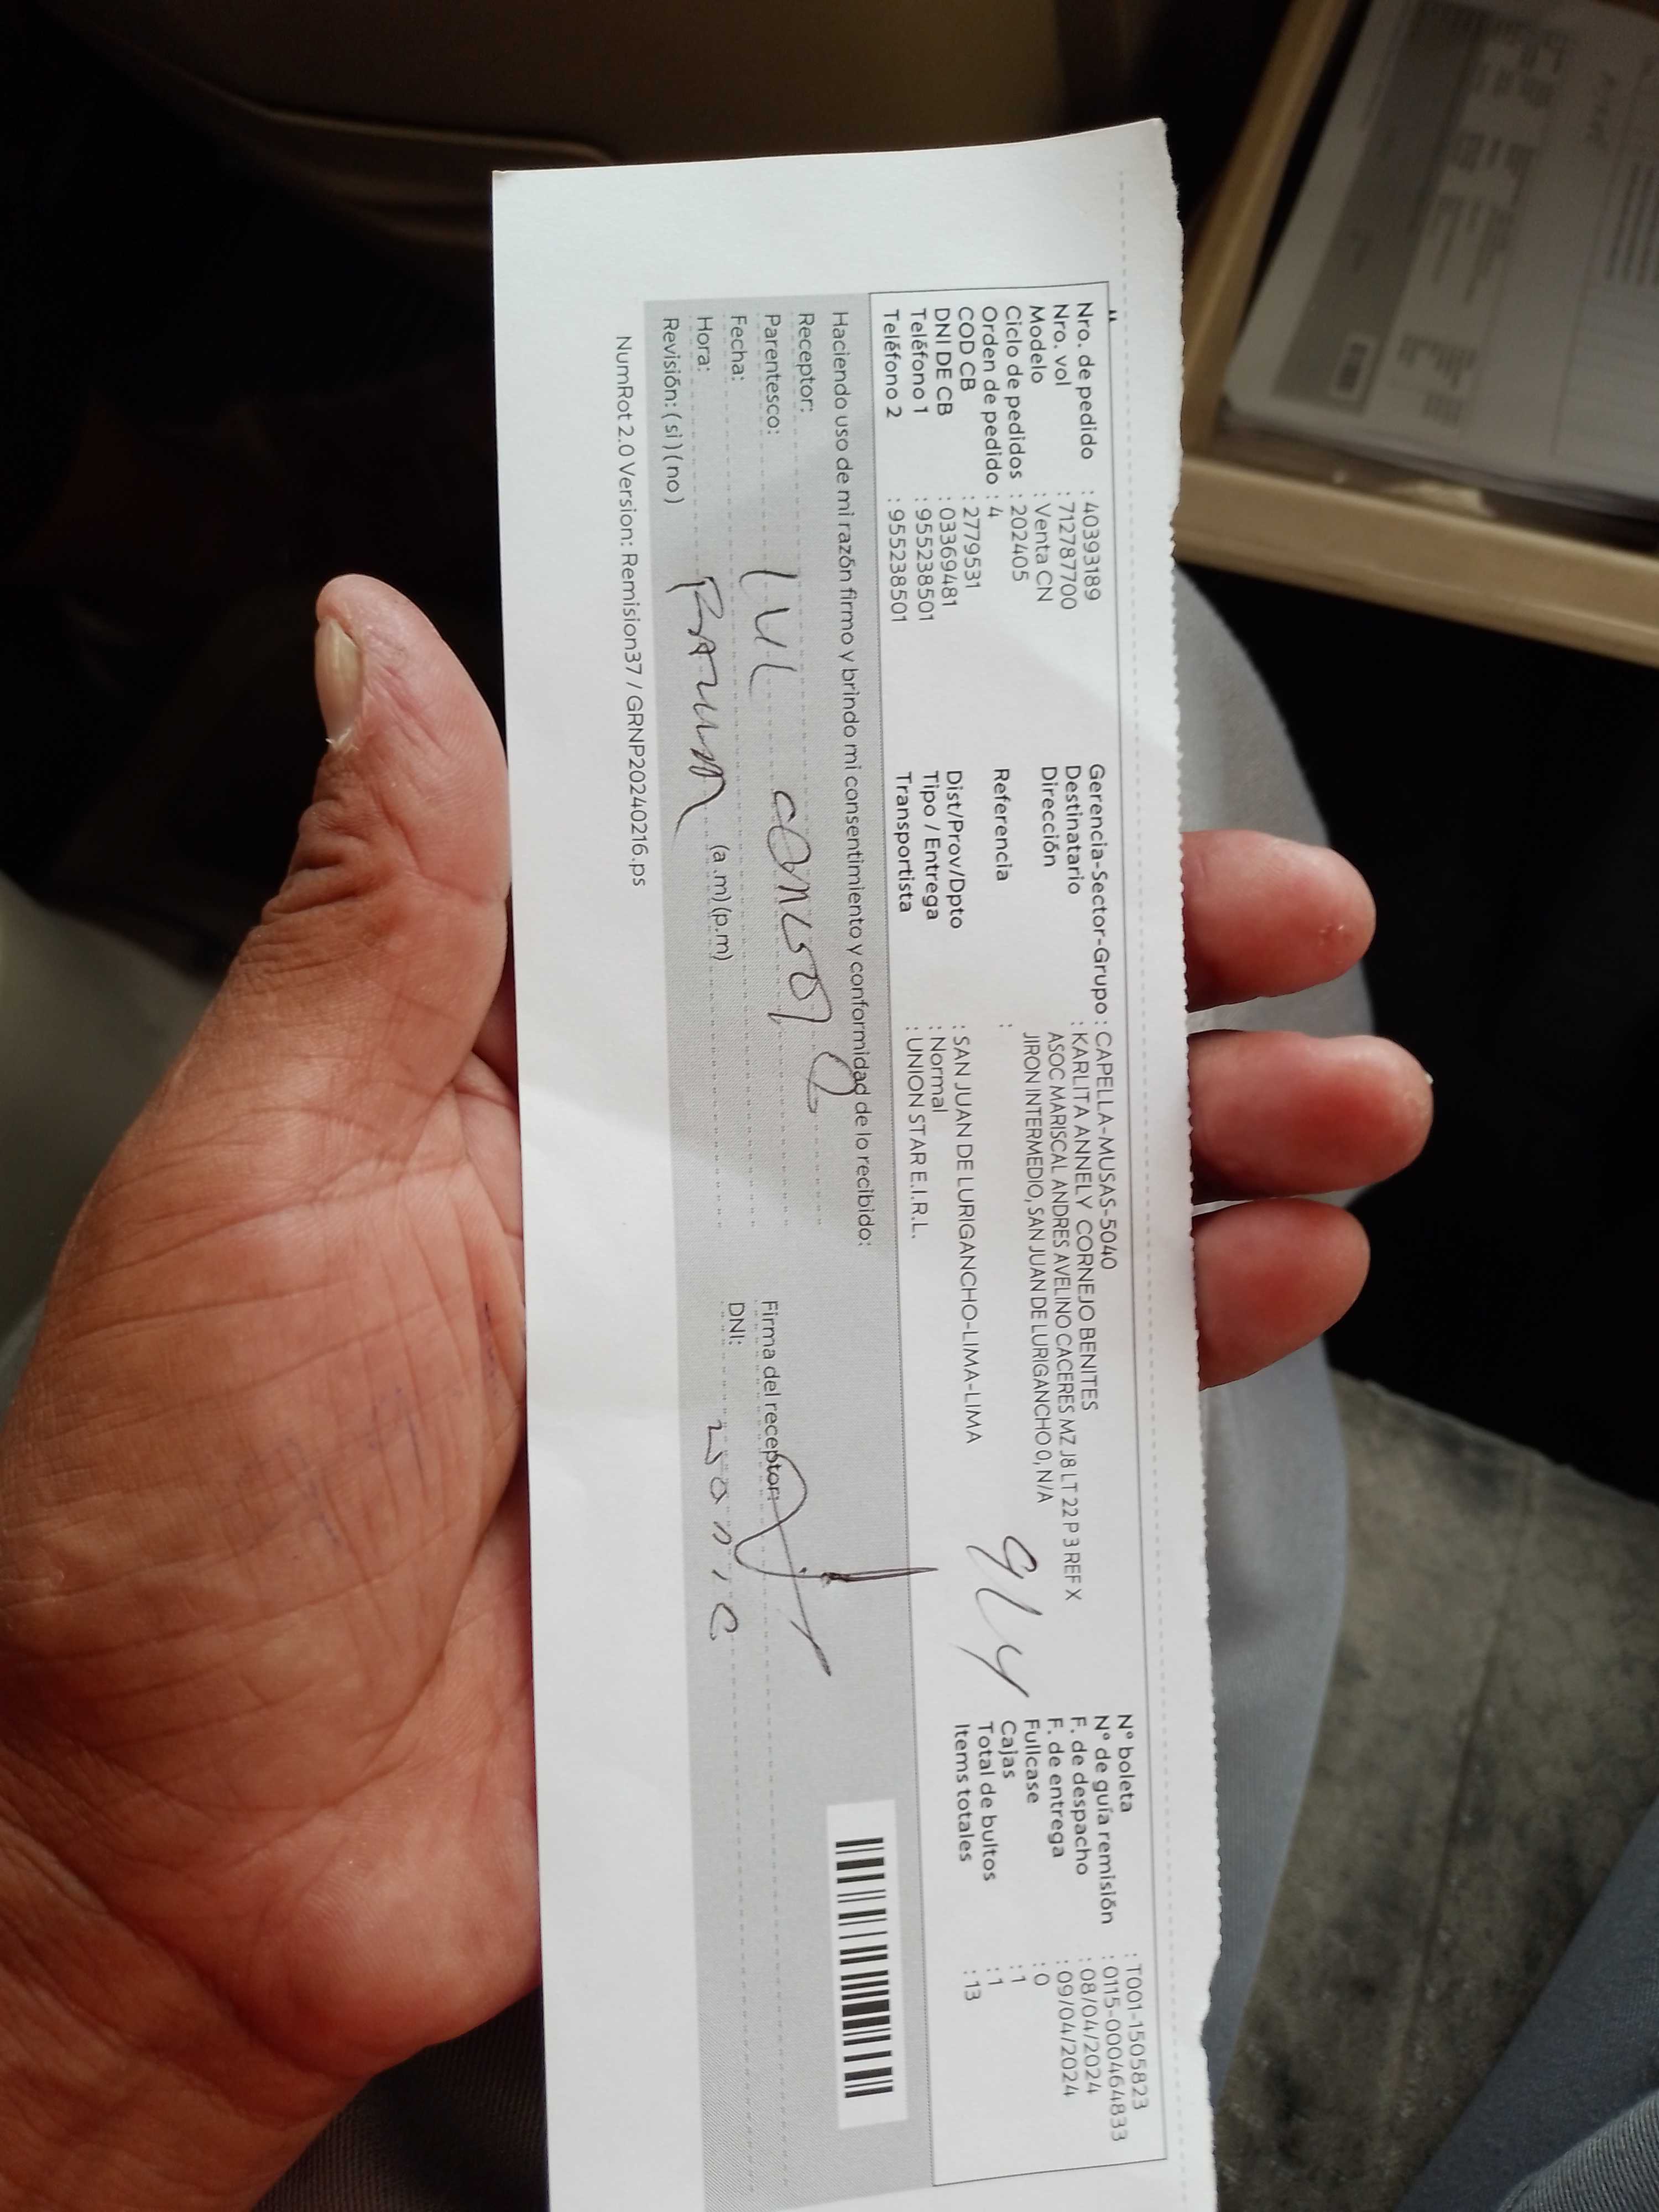 Nro. de pedido : 40393189
Nro. vol : 712787700
Modelo : Venta CN
Ciclo de pedidos : 202405
Orden de pedido : 4
COD CB : 2779531
DNI DE CB : 03369481
Teléfono 1 : 955238501
Teléfono 2 : 955238501
Gerencia-Sector-Grupo : CAPELLA-MUSAS-5040
Destinatario : KARLITA ANNELY CORNEJO BENITES
Dirección ASOC MARISCAL ANDRES AVELINO CACERES MZ J8 LT 22 P 3 REF X
JIRON INTERMEDIO, SAN JUAN DE LURIGANCHO 0, N/A
Referencia :
Dist/Prov/Dpto : SAN JUAN DE LURIGANCHO-LIMA-LIMA
Tipo / Entrega : Normal
Transportista : UNION STAR E.I.R.L.
N° boleta : T001-1505823
N° de guía remisión : 0115-000464833
F. de despacho : 08/04/2024
F. de entrega : 09/04/2024
Fullcase : 0
Cajas : 1
Total de bultos : 1
Items totales : 13
Haciendo uso de mi razón firmo y brindo mi consentimiento y conformidad de lo recibido:
Receptor:
Parentesco:
Fecha:
Hora: (a.m) (p.m)
Revisión: ( si ) ( no )
Firma del receptor:
DNI:
NumRot 2.0 Version: Remision37 / GRNP20240216.ps